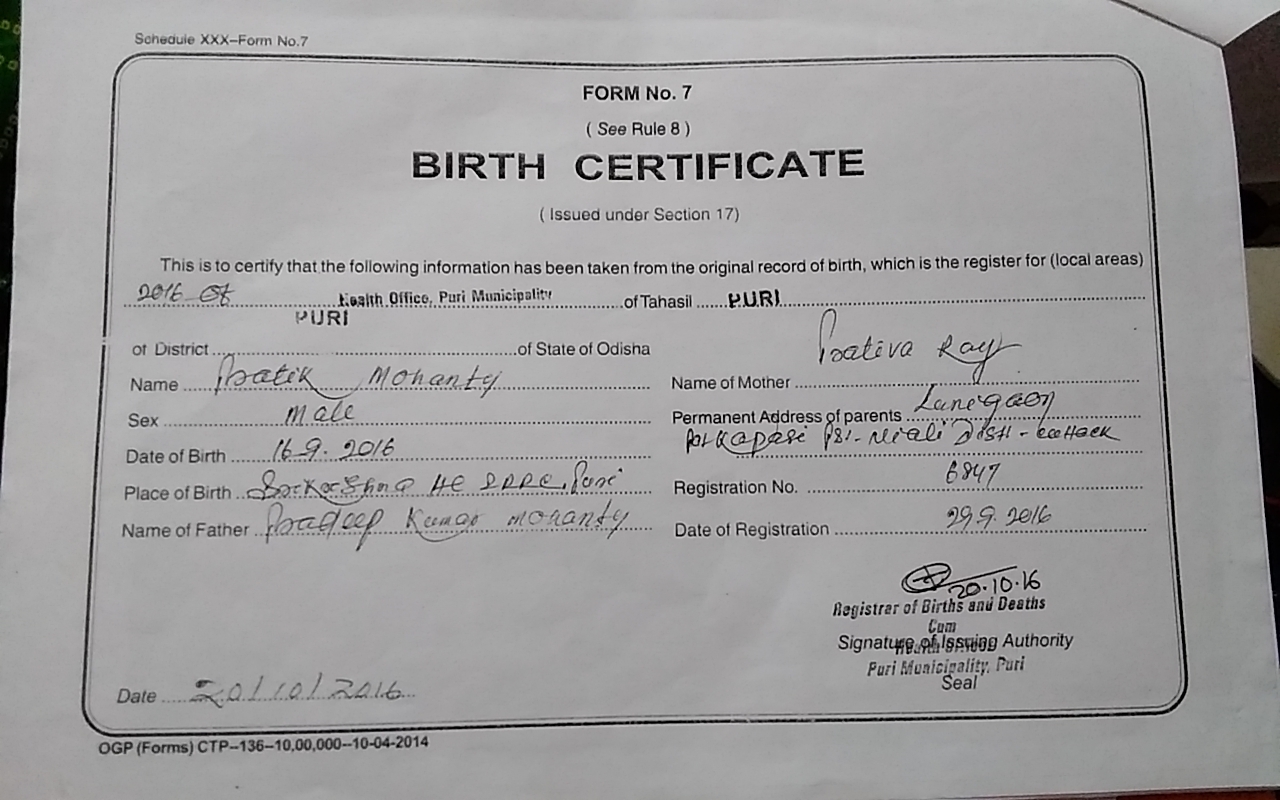 Schedule XXX–Form No.7
FORM No. 7
( See Rule 8 )
BIRTH CERTIFICATE
( Issued under Section 17)
This is to certify that the following information has been taken from the original record of birth, which is the register for (local areas)
2016 of Health Office, Puri Municipality of Tahasil PURI
PURI
of District of State of Odisha
Name Pratik Mohanty
Sex Male
Date of Birth 16.9.2016
Place of Birth Puri
Name of Father Pradeep Kumar Mohanty
Name of Mother Prativa Ray
Permanent Address of parents
Niali Dist - Cuttack
Registration No. 6847
Date of Registration 29.9.2016
20.10.16
Registrar of Births and Deaths
Cum
Signature of Issuing Authority
Puri Municipality, Puri
Seal
Date 20/10/2016
OGP (Forms) CTP–136–10,00,000–10-04-2014